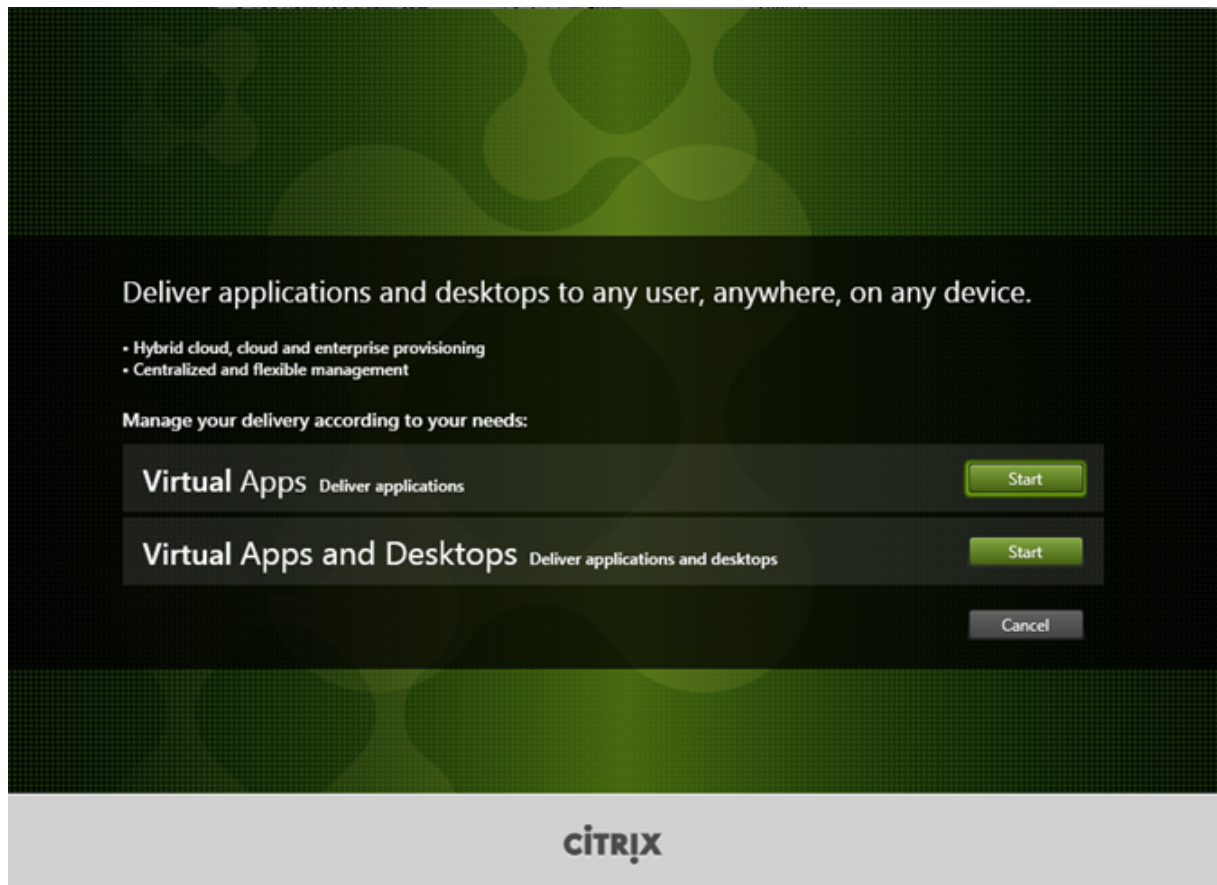 Deliver applications and desktops to any user, anywhere, on any device.
• Hybrid cloud, cloud and enterprise provisioning
• Centralized and flexible management
Manage your delivery according to your needs:
Virtual Apps Deliver applications Start
Virtual Apps and Desktops Deliver applications and desktops Start
Cancel
CİTRỊX